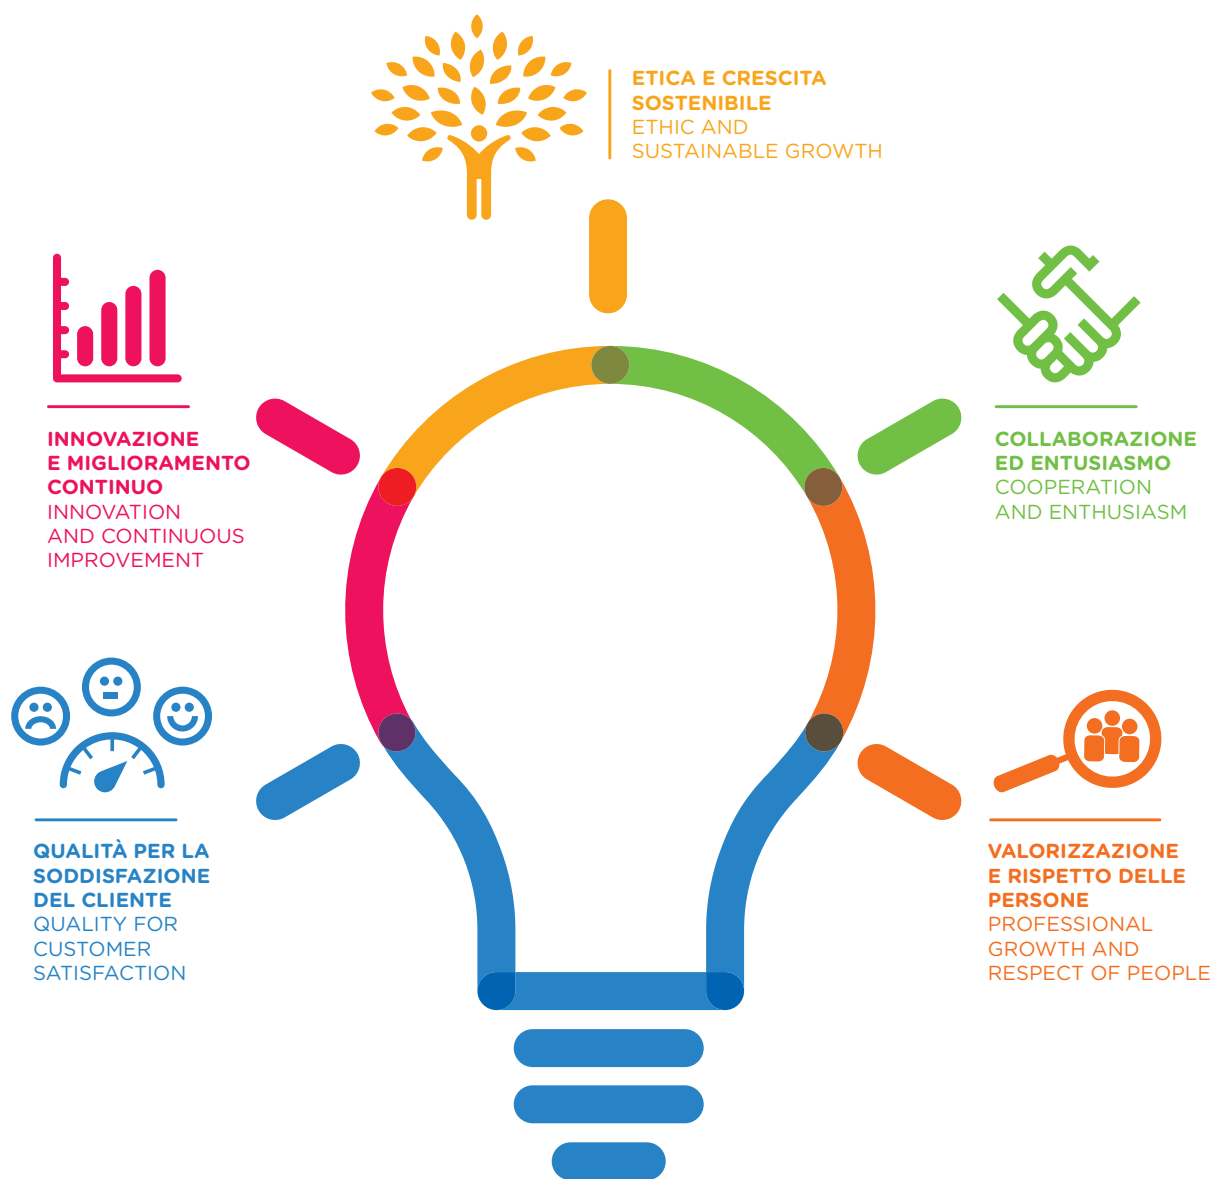 ETICA E CRESCITA
SOSTENIBILE
ETHIC AND
SUSTAINABLE GROWTH
INNOVAZIONE
E MIGLIORAMENTO
CONTINUO
INNOVATION
AND CONTINUOUS
IMPROVEMENT
COLLABORAZIONE
ED ENTUSIASMO
COOPERATION
AND ENTHUSIASM
QUALITÀ PER LA
SODDISFAZIONE
DEL CLIENTE
QUALITY FOR
CUSTOMER
SATISFACTION
VALORIZZAZIONE
E RISPETTO DELLE
PERSONE
PROFESSIONAL
GROWTH AND
RESPECT OF PEOPLE